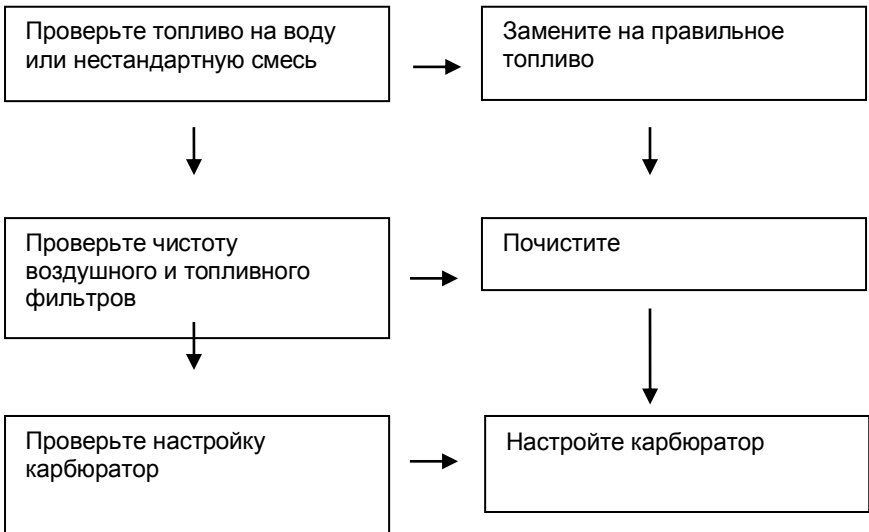 Проверьте топливо на воду
или нестандартную смесь
Замените на правильное
топливо
Проверьте чистоту
воздушного и топливного
фильтров
Почистите
Проверьте настройку
карбюратор
Настройте карбюратор